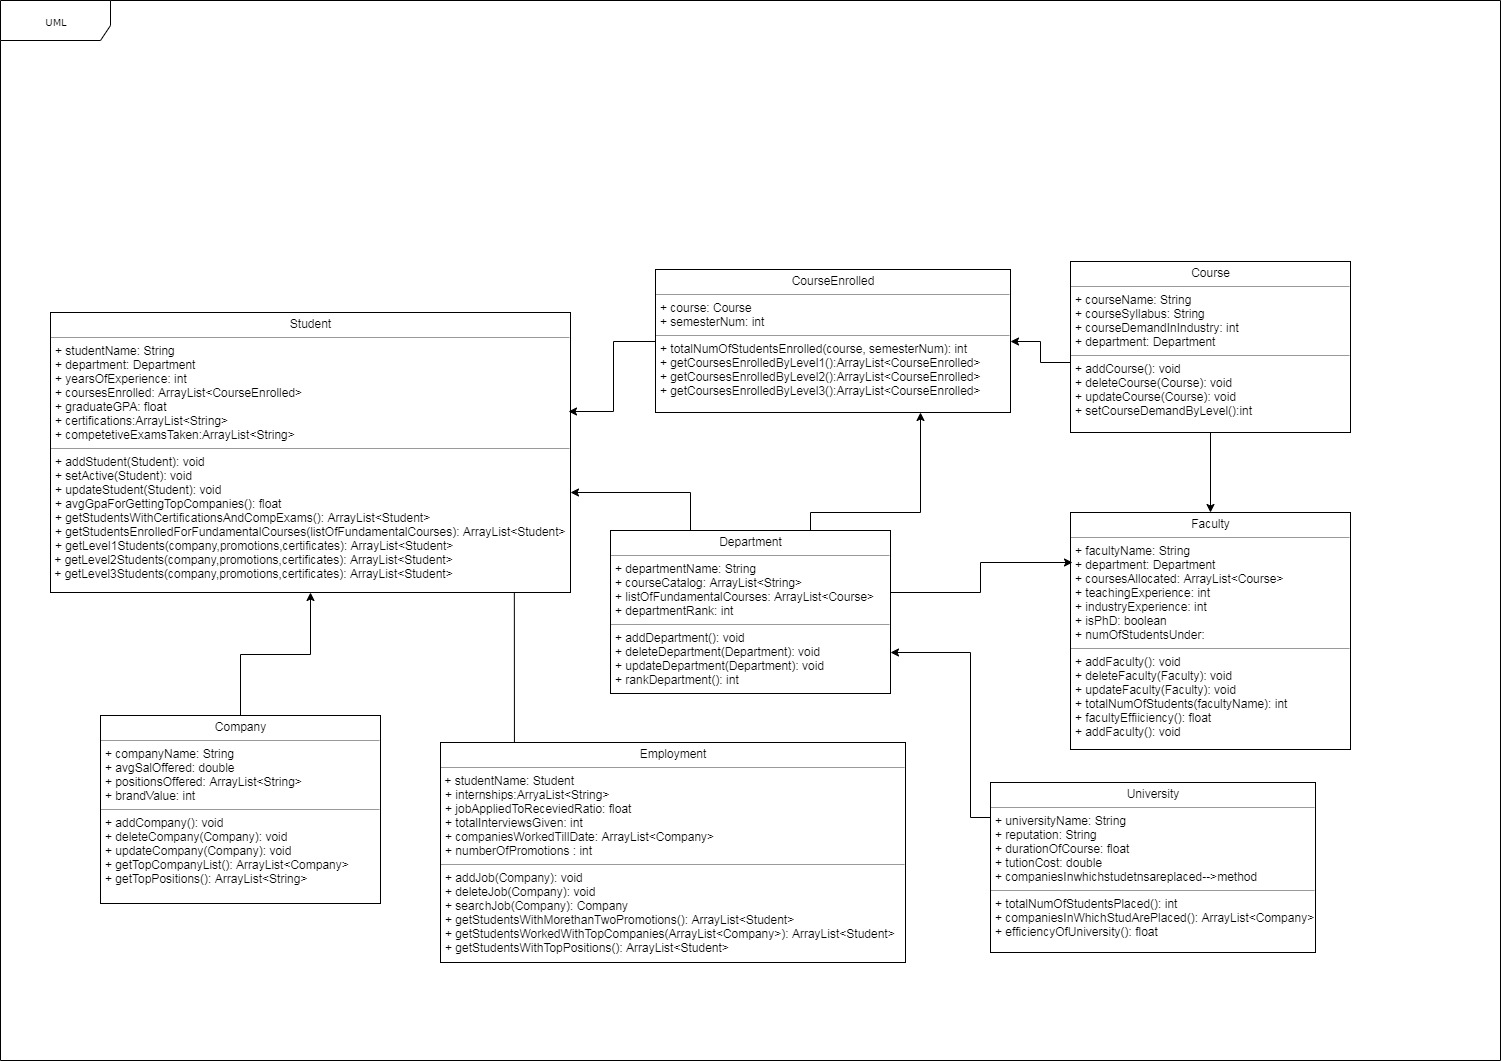 UML
Student
+ studentName: String
+ department: Department
+ yearsOfExperience: int
+ coursesEnrolled: ArrayList<CourseEnrolled>
+ graduateGPA: float
+ certifications:ArrayList<String>
+ competetiveExamsTaken:ArrayList<String>
+ addStudent(Student): void
+ setActive(Student): void
+ updateStudent(Student): void
+ avgGpaForGettingTopCompanies(): float
+ getStudentsWithCertificationsAndCompExams(): ArrayList<Student>
+ getStudentsEnrolledForFundamentalCourses(listOfFundamentalCourses): ArrayList<Student>
+ getLevel1Students(company,promotions,certificates): ArrayList<Student>
+ getLevel2Students(company,promotions,certificates): ArrayList<Student>
+ getLevel3Students(company,promotions,certificates): ArrayList<Student>
CourseEnrolled
+ course: Course
+ semesterNum: int
+ totalNumOfStudentsEnrolled(course, semesterNum): int
+ getCoursesEnrolledByLevel1():ArrayList<CourseEnrolled>
+ getCoursesEnrolledByLevel2():ArrayList<CourseEnrolled>
+ getCoursesEnrolledByLevel3():ArrayList<CourseEnrolled>
Course
+ courseName: String
+ courseSyllabus: String
+ courseDemandInIndustry: int
+ department: Department
+ addCourse(): void
+ deleteCourse(Course): void
+ updateCourse(Course): void
+ setCourseDemandByLevel():int
Department
+ departmentName: String
+ courseCatalog: ArrayList<String>
+ listOfFundamentalCourses: ArrayList<Course>
+ departmentRank: int
+ addDepartment(): void
+ deleteDepartment(Department): void
+ updateDepartment(Department): void
+ rankDepartment(): int
Faculty
+ facultyName: String
+ department: Department
+ coursesAllocated: ArrayList<Course>
+ teachingExperience: int
+ industryExperience: int
+ isPhD: boolean
+ numOfStudentsUnder:
+ addFaculty(): void
+ deleteFaculty(Faculty): void
+ updateFaculty(Faculty): void
+ totalNumOfStudents(facultyName): int
+ facultyEffiiciency(): float
+ addFaculty(): void
Company
+ companyName: String
+ avgSalOffered: double
+ positionsOffered: ArrayList<String>
+ brandValue: int
+ addCompany(): void
+ deleteCompany(Company): void
+ updateCompany(Company): void
+ getTopCompanyList(): ArrayList<Company>
+ getTopPositions(): ArrayList<String>
Employment
+ studentName: Student
+ internships:ArryaList<String>
+ jobAppliedToReceviedRatio: float
+ totalInterviewsGiven: int
+ companiesWorkedTillDate: ArrayList<Company>
+ numberOfPromotions : int
+ addJob(Company): void
+ deleteJob(Company): void
+ searchJob(Company): Company
+ getStudentsWithMorethanTwoPromotions(): ArrayList<Student>
+ getStudentsWorkedWithTopCompanies(ArrayList<Company>): ArrayList<Student>
+ getStudentsWithTopPositions(): ArrayList<Student>
University
+ universityName: String
+ reputation: String
+ durationOfCourse: float
+ tutionCost: double
+ companiesInwhichstudetnsareplaced-->method
+ totalNumOfStudentsPlaced(): int
+ companiesInWhichStudArePlaced(): ArrayList<Company>
+ efficiencyOfUniversity(): float